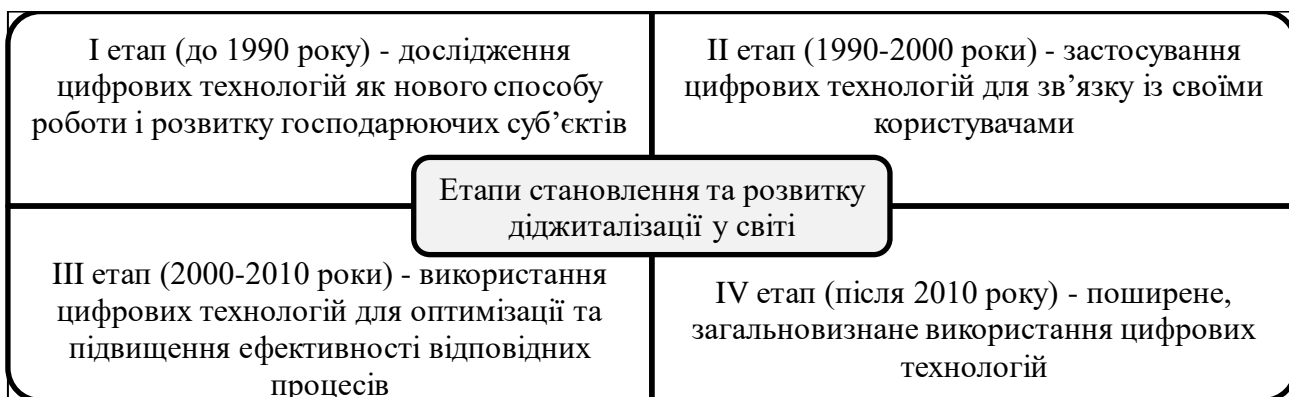 І етап (до 1990 року) - дослідження
цифрових технологій як нового способу
роботи і розвитку господарюючих суб’єктів
ІІ етап (1990-2000 роки) - застосування
цифрових технологій для зв’язку із своїми
користувачами
Етапи становлення та розвитку
діджиталізації у світі
ІІІ етап (2000-2010 роки) - використання
цифрових технологій для оптимізації та
підвищення ефективності відповідних
процесів
IV етап (після 2010 року) - поширене,
загальновизнане використання цифрових
технологій